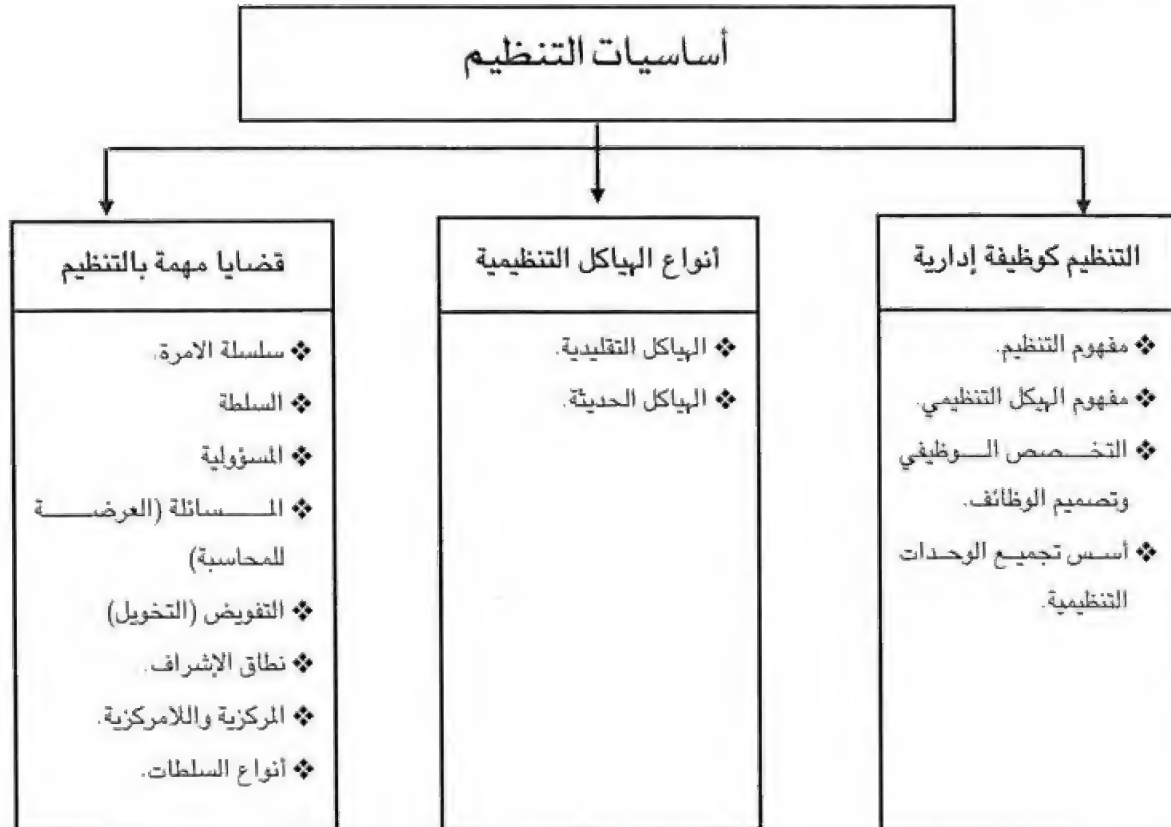 أساسيات التنظيم
التنظيم كوظيفة إدارية
❖ مفهوم التنظيم.
❖ مفهوم الهيكل التنظيمي.
❖ التخصص الوظيفي
وتصميم الوظائف.
❖ أسس تجميع الوحدات
التنظيمية.
أنواع الهياكل التنظيمية
❖ الهياكل التقليدية.
❖ الهياكل الحديثة.
قضايا مهمة بالتنظيم
❖ سلسلة الامرة.
❖ السلطة
❖ المسؤولية
❖ المسائلة (العرضة
للمحاسبة)
❖ التفويض (التخويل)
❖ نطاق الإشراف.
❖ المركزية واللامركزية.
❖ أنواع السلطات.